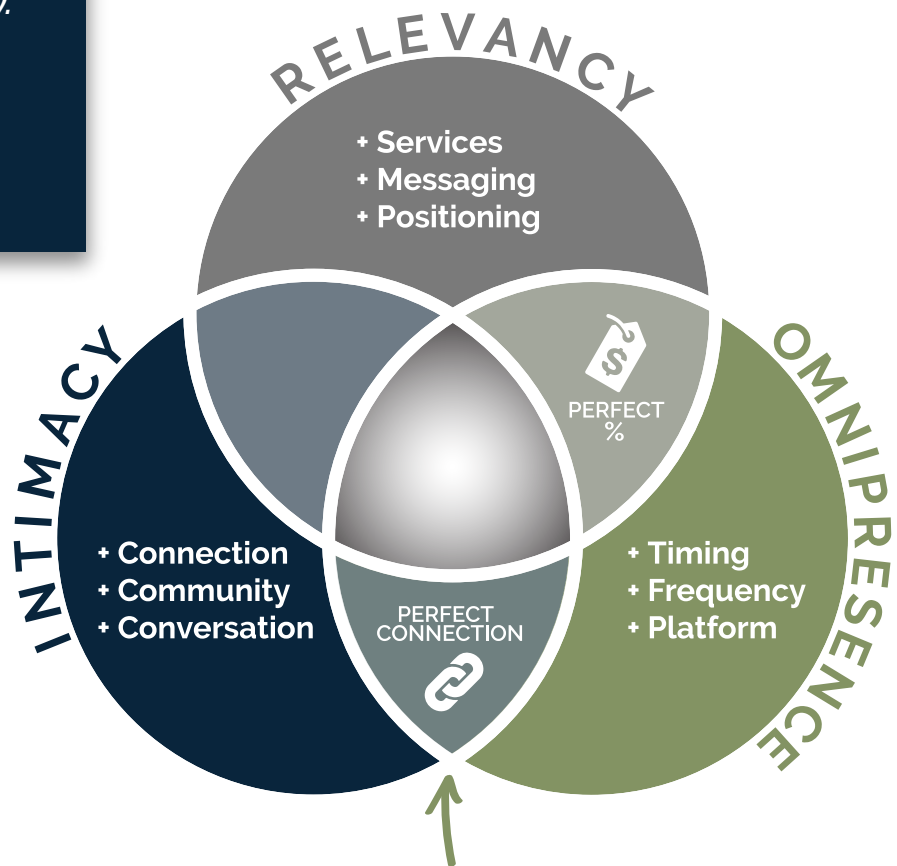 RELEVANCY
+ Services
+ Messaging
+ Positioning
INTIMACY
OMNIPRESENCE
$
PERFECT
%
+ Connection
+ Community
+ Conversation
+ Timing
+ Frequency
+ Platform
PERFECT
CONNECTION